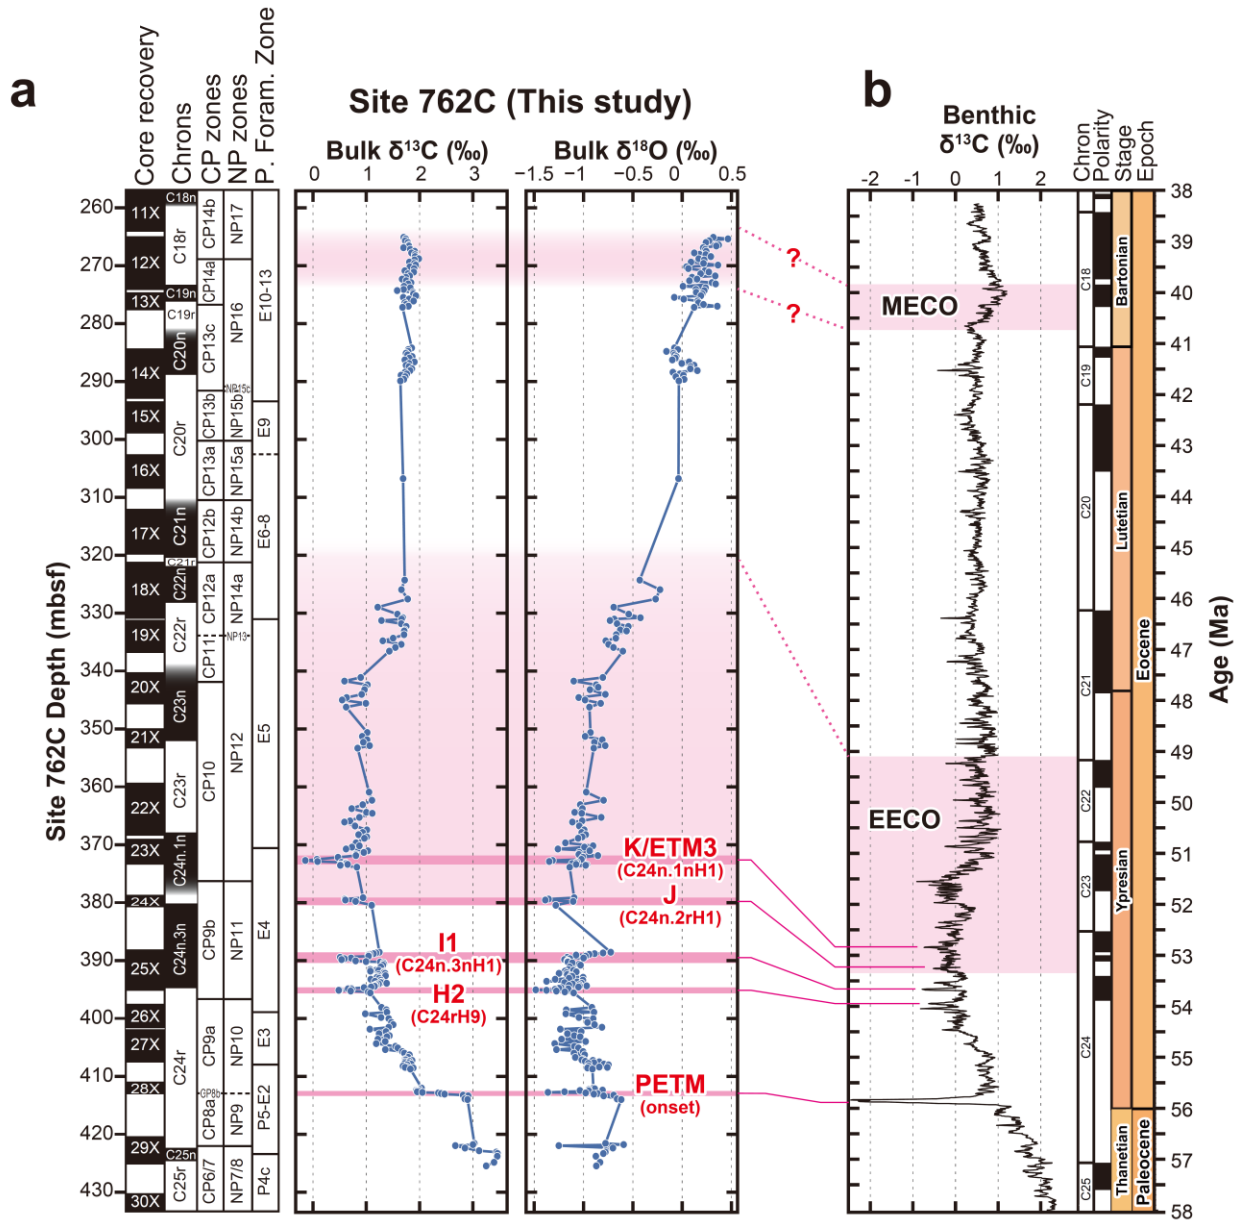 a
Site 762C (This study)
b
Core recovery
Chrons
CP zones
NP zones
P. Foram. Zone
Bulk δ¹³C (‰)
0 1 2 3
Bulk δ¹⁸O (‰)
−1.5 −1 −0.5 0 0.5
Benthic
δ¹³C (‰)
−2 −1 0 1 2
Chron
Polarity
Stage
Epoch
Site 762C Depth (mbsf)
260
270
280
290
300
310
320
330
340
350
360
370
380
390
400
410
420
430
11X
12X
13X
14X
15X
16X
17X
18X
19X
20X
21X
22X
23X
24X
25X
26X
27X
28X
29X
30X
C18n
C18r
C19n
C19r
C20n
C20r
C21n
C21r
C22n
C22r
C23n
C23r
C24n.1n
C24n.3n
C24r
C25n
C25r
CP14b
CP14a
CP13c
CP13b
CP13a
CP12b
CP12a
CP11
CP10
CP9b
CP9a
CP8b
CP8a
CP6/7
NP17
NP16
NP15c
NP15b
NP15a
NP14b
NP14a
NP13
NP12
NP11
NP10
NP9
NP7/8
E10-13
E9
E6-8
E5
E4
E3
P5-E2
P4c
K/ETM3
(C24n.1nH1)
J
(C24n.2rH1)
I1
(C24n.3nH1)
H2
(C24rH9)
PETM
(onset)
?
?
MECO
EECO
C18
C19
C20
C21
C22
C23
C24
C25
Bartonian
Lutetian
Ypresian
Thanetian
Eocene
Paleocene
38
39
40
41
42
43
44
45
46
47
48
49
50
51
52
53
54
55
56
57
58
Age (Ma)